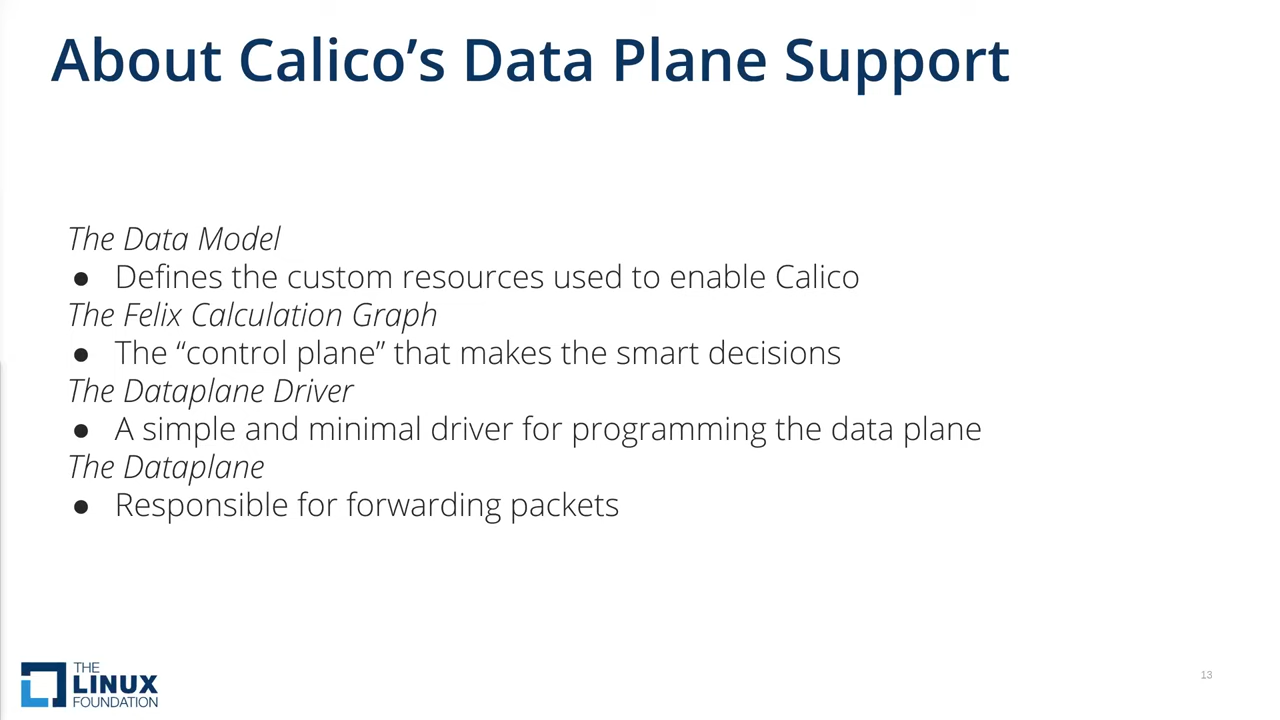 About Calico’s Data Plane Support
The Data Model
● Defines the custom resources used to enable Calico
The Felix Calculation Graph
● The “control plane” that makes the smart decisions
The Dataplane Driver
● A simple and minimal driver for programming the data plane
The Dataplane
● Responsible for forwarding packets
THE
LINUX
FOUNDATION
13